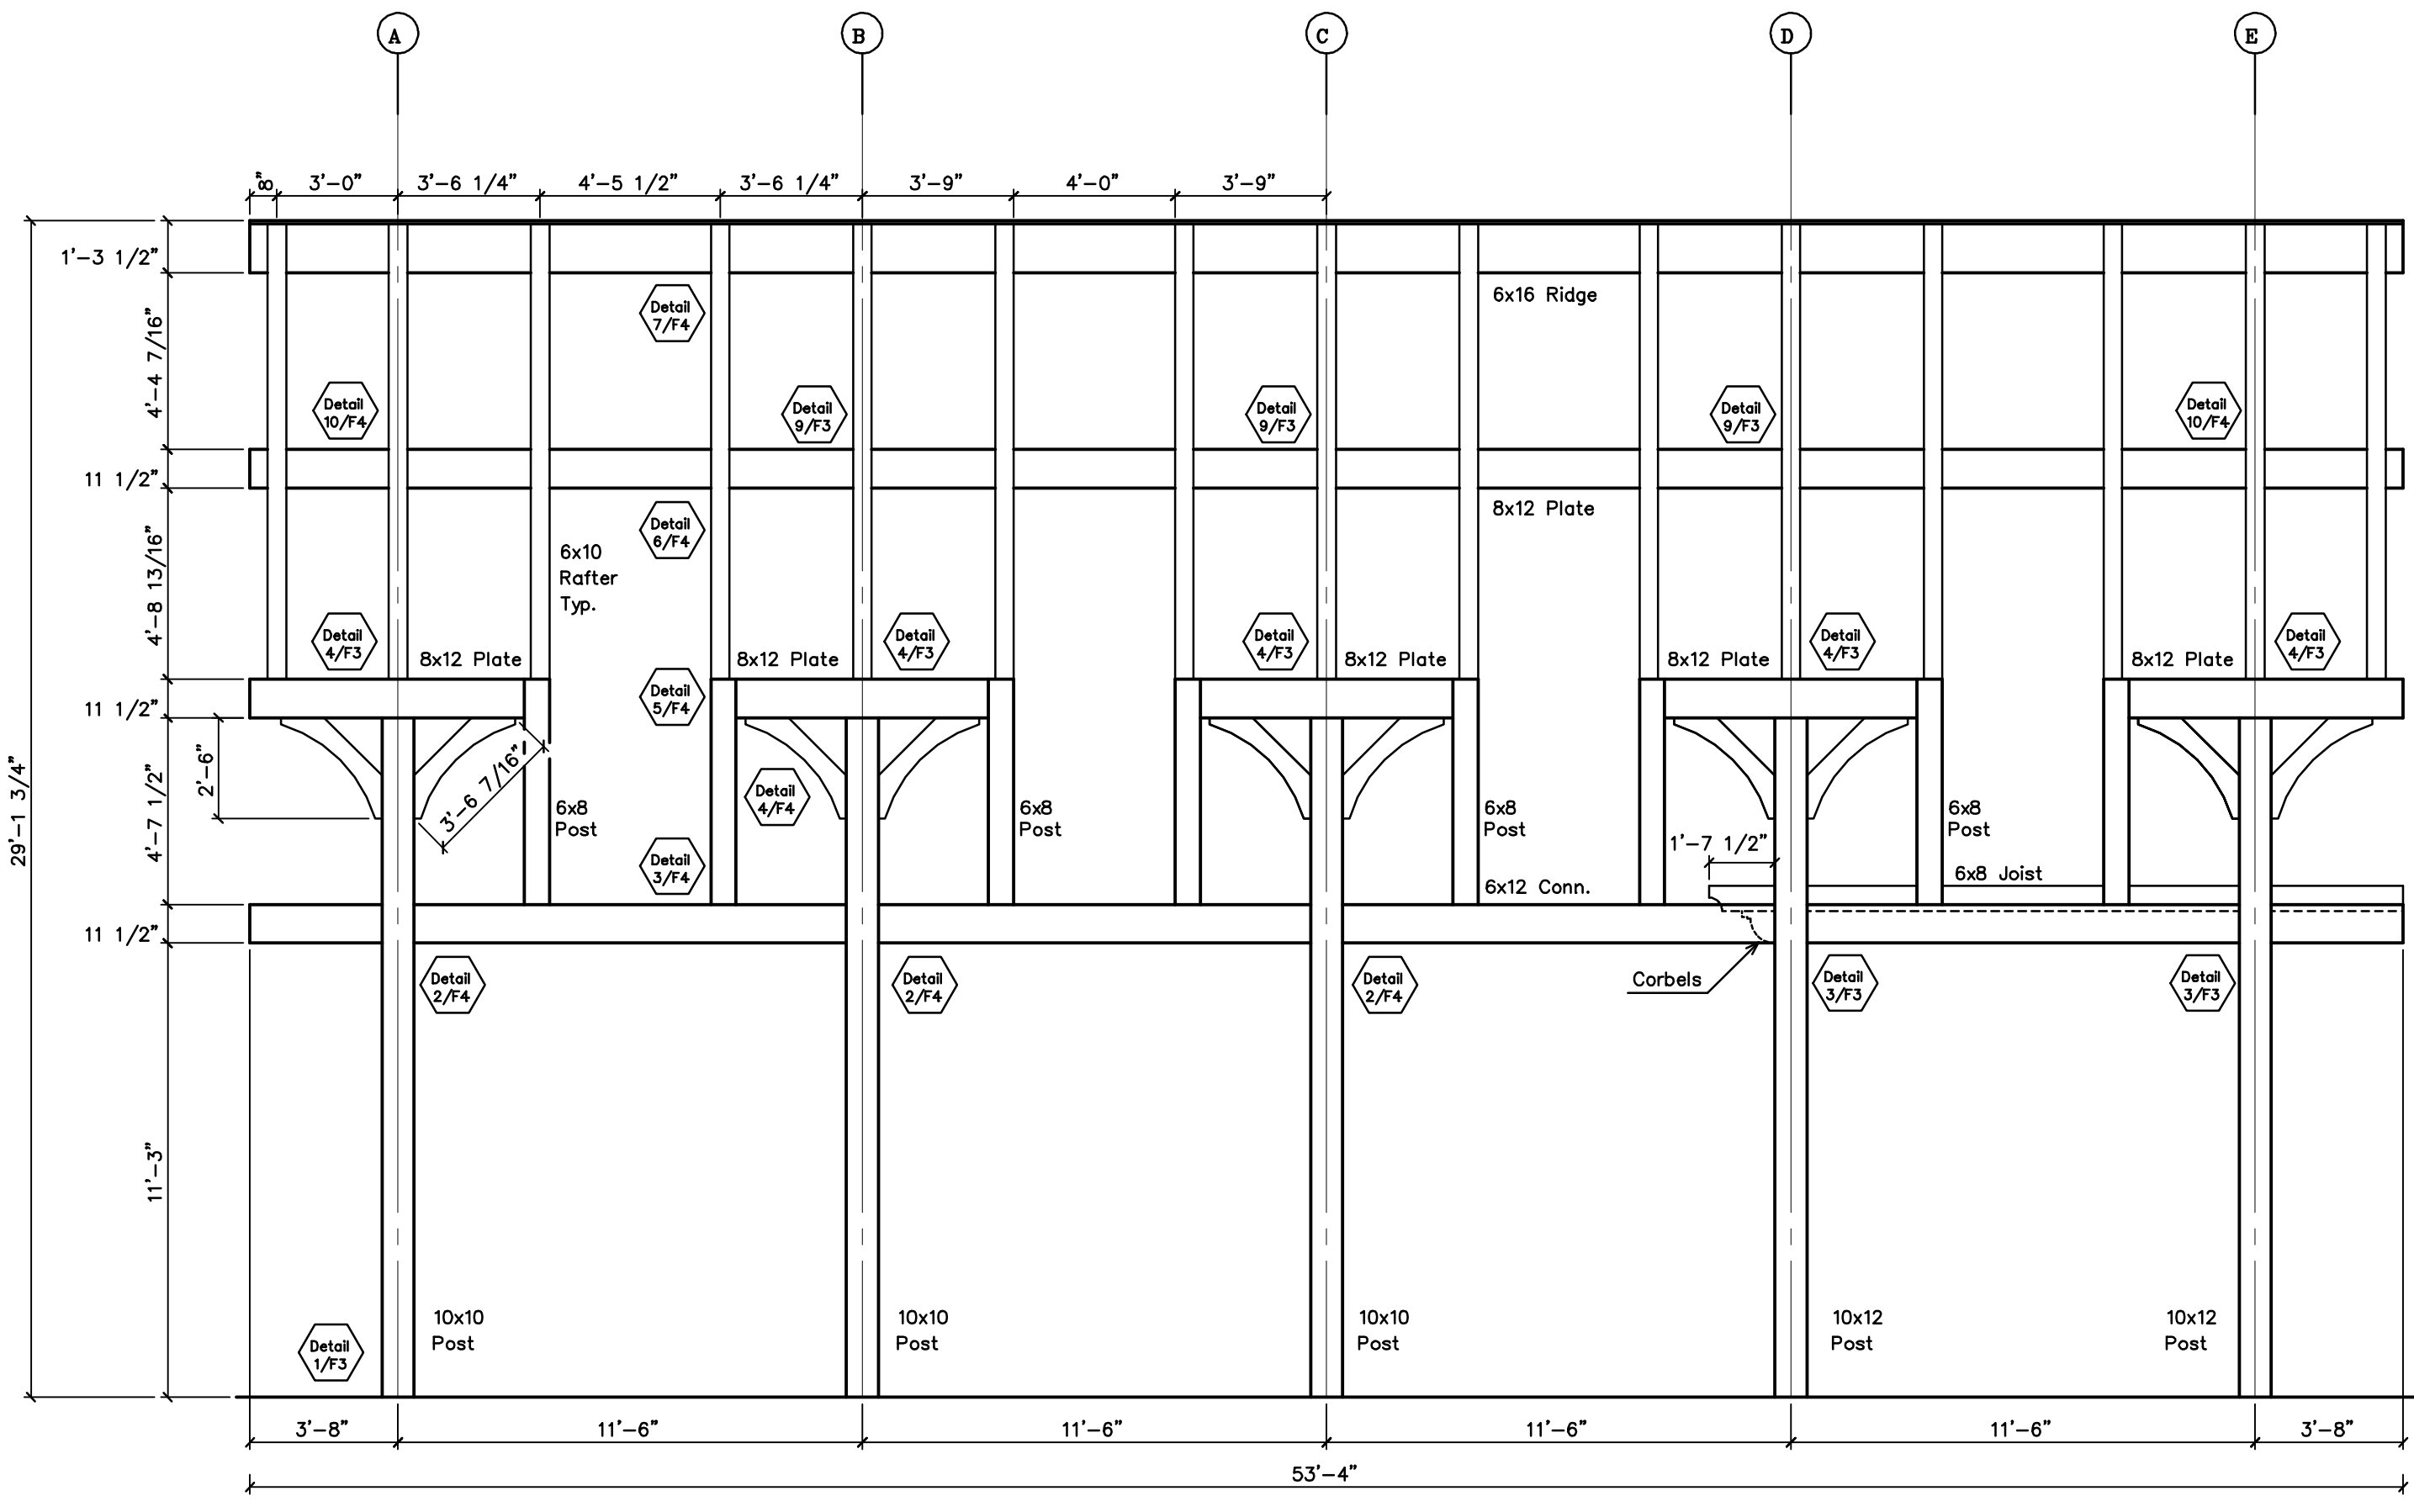 A
B
C
D
E
8"
3'-0"
3'-6 1/4"
4'-5 1/2"
3'-6 1/4"
3'-9"
4'-0"
3'-9"
1'-3 1/2"
6x16 Ridge
Detail
7/F4
4'-4 7/16"
Detail
10/F4
Detail
9/F3
Detail
9/F3
Detail
9/F3
Detail
10/F4
11 1/2"
8x12 Plate
Detail
6/F4
6x10
Rafter
Typ.
4'-8 13/16"
Detail
4/F3
Detail
4/F3
Detail
4/F3
Detail
4/F3
Detail
4/F3
8x12 Plate
8x12 Plate
8x12 Plate
8x12 Plate
8x12 Plate
11 1/2"
Detail
5/F4
2'-6"
3'-6 7/16"
29'-1 3/4"
4'-7 1/2"
Detail
4/F4
6x8
Post
6x8
Post
6x8
Post
6x8
Post
1'-7 1/2"
Detail
3/F4
6x12 Conn.
6x8 Joist
11 1/2"
Detail
2/F4
Detail
2/F4
Detail
2/F4
Corbels
Detail
3/F3
Detail
3/F3
11'-3"
10x10
Post
10x10
Post
10x10
Post
10x12
Post
10x12
Post
Detail
1/F3
3'-8"
11'-6"
11'-6"
11'-6"
11'-6"
3'-8"
53'-4"